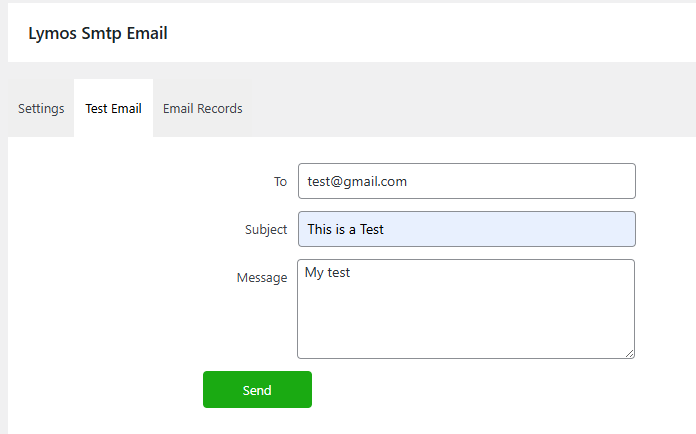 Lymos Smtp Email
Settings Test Email Email Records
To test@gmail.com
Subject This is a Test
Message My test
Send